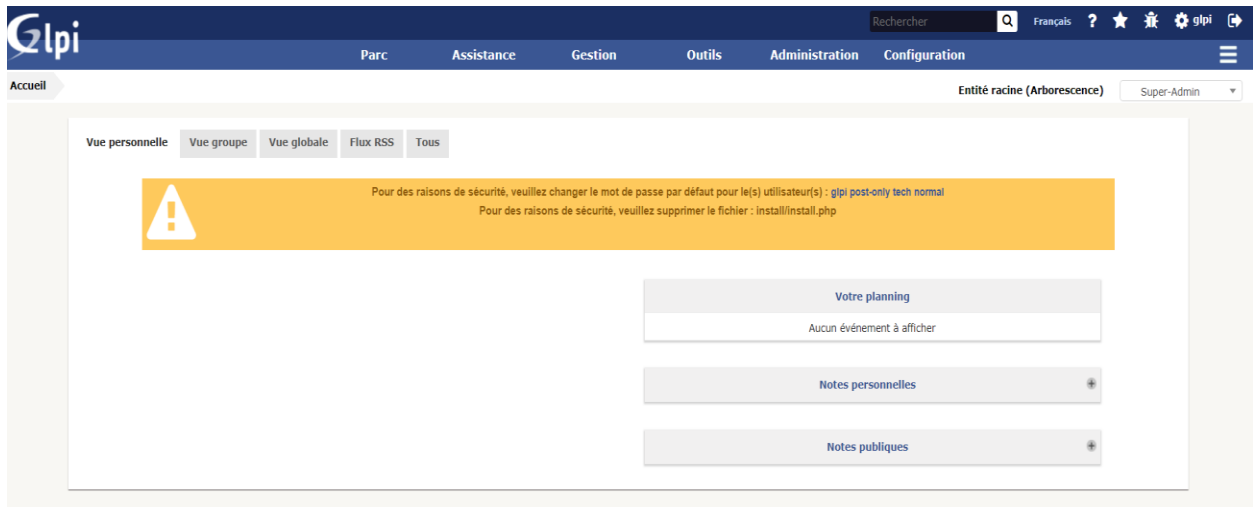 Glpi
Rechercher Français ? glpi
Parc Assistance Gestion Outils Administration Configuration
Accueil Entité racine (Arborescence) Super-Admin
Vue personnelle Vue groupe Vue globale Flux RSS Tous
Pour des raisons de sécurité, veuillez changer le mot de passe par défaut pour le(s) utilisateur(s) : glpi post-only tech normal
Pour des raisons de sécurité, veuillez supprimer le fichier : install/install.php
Votre planning
Aucun événement à afficher
Notes personnelles
Notes publiques